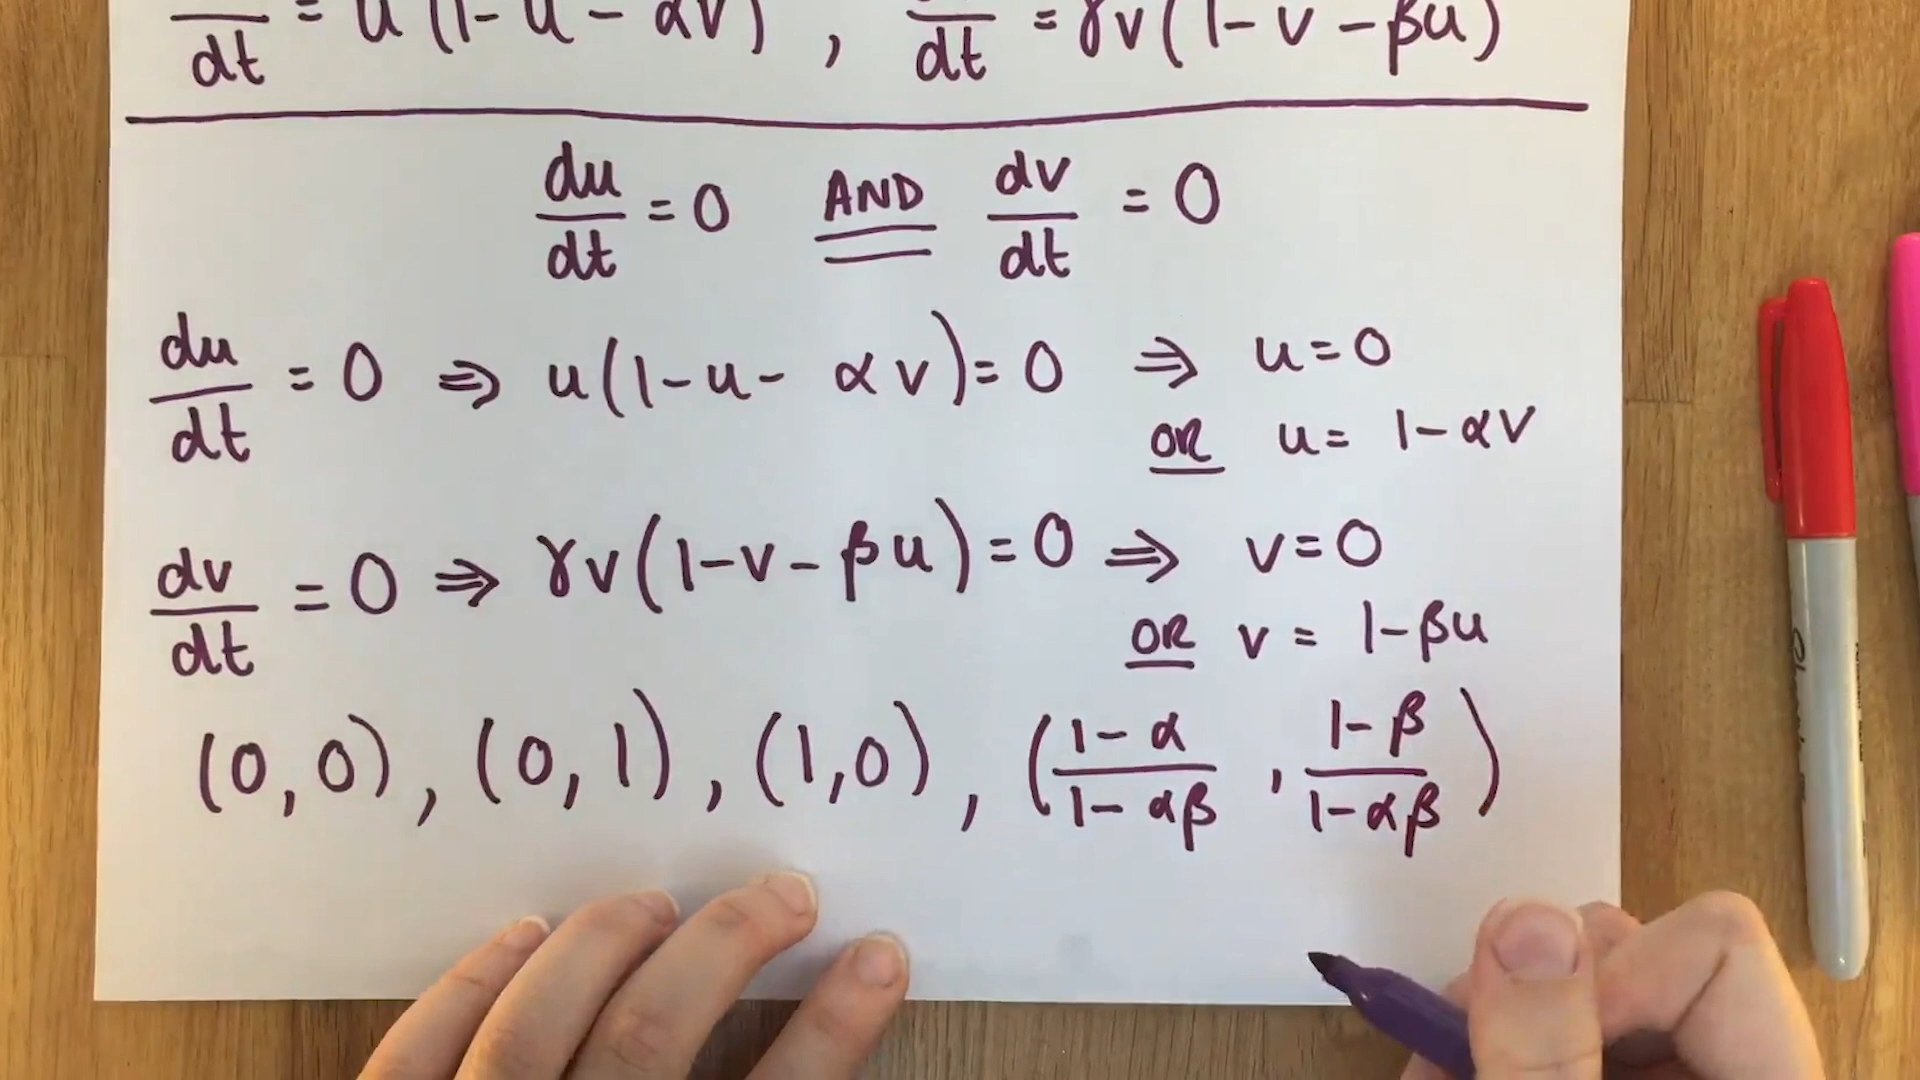 dt = u(1-u-αv) , dt = γv(1-v-βu)
du/dt = 0 AND dv/dt = 0
du/dt = 0 ⇒ u(1-u-αv)=0 ⇒ u=0
OR u= 1-αv
dv/dt = 0 ⇒ γv(1-v-βu)=0 ⇒ v=0
OR v = 1-βu
(0,0), (0,1), (1,0), (1-α/1-αβ , 1-β/1-αβ)